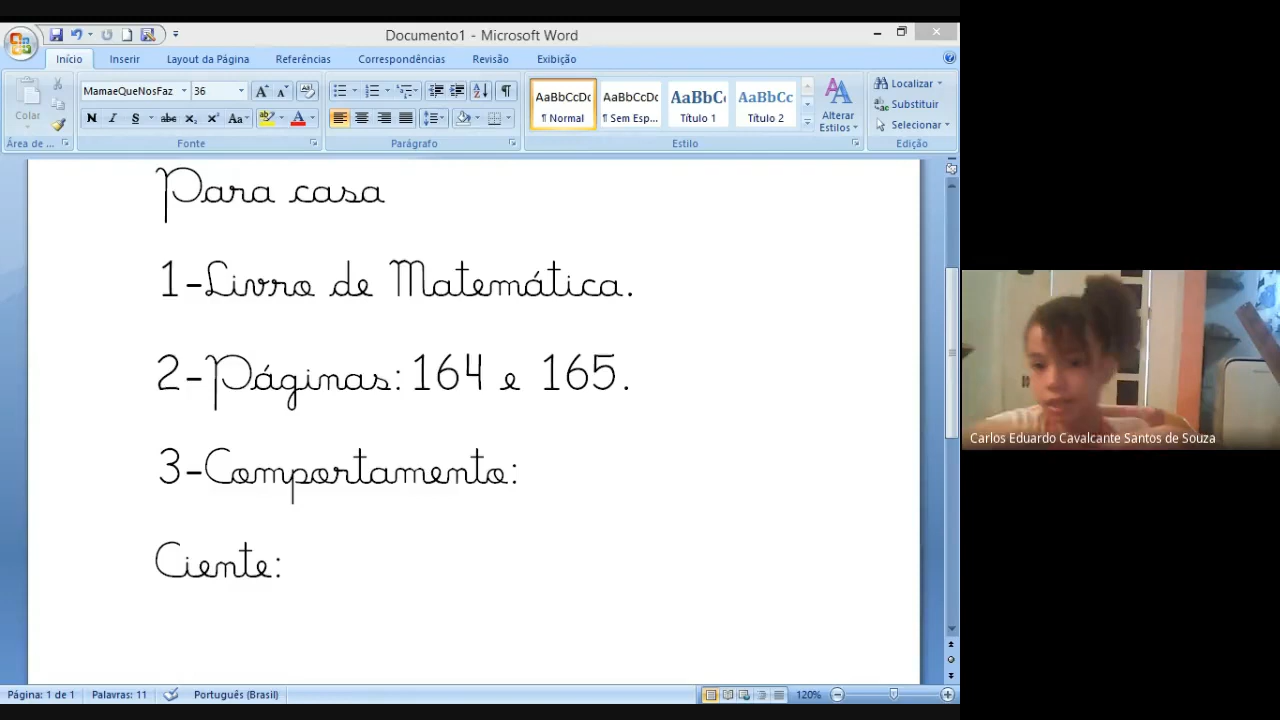 Documento1 - Microsoft Word
Início
Inserir
Layout da Página
Referências
Correspondências
Revisão
Exibição
Colar
Área de ...
MamaeQueNosFaz
36
Fonte
Parágrafo
AaBbCcDc
¶ Normal
AaBbCcDc
¶ Sem Esp...
AaBbC
Título 1
AaBbCc
Título 2
Alterar
Estilos
Estilo
Localizar
Substituir
Selecionar
Edição
Para casa
1-Livro de Matemática.
2-Páginas: 164 e 165.
3-Comportamento:
Ciente:
Carlos Eduardo Cavalcante Santos de Souza
Página: 1 de 1
Palavras: 11
Português (Brasil)
120%